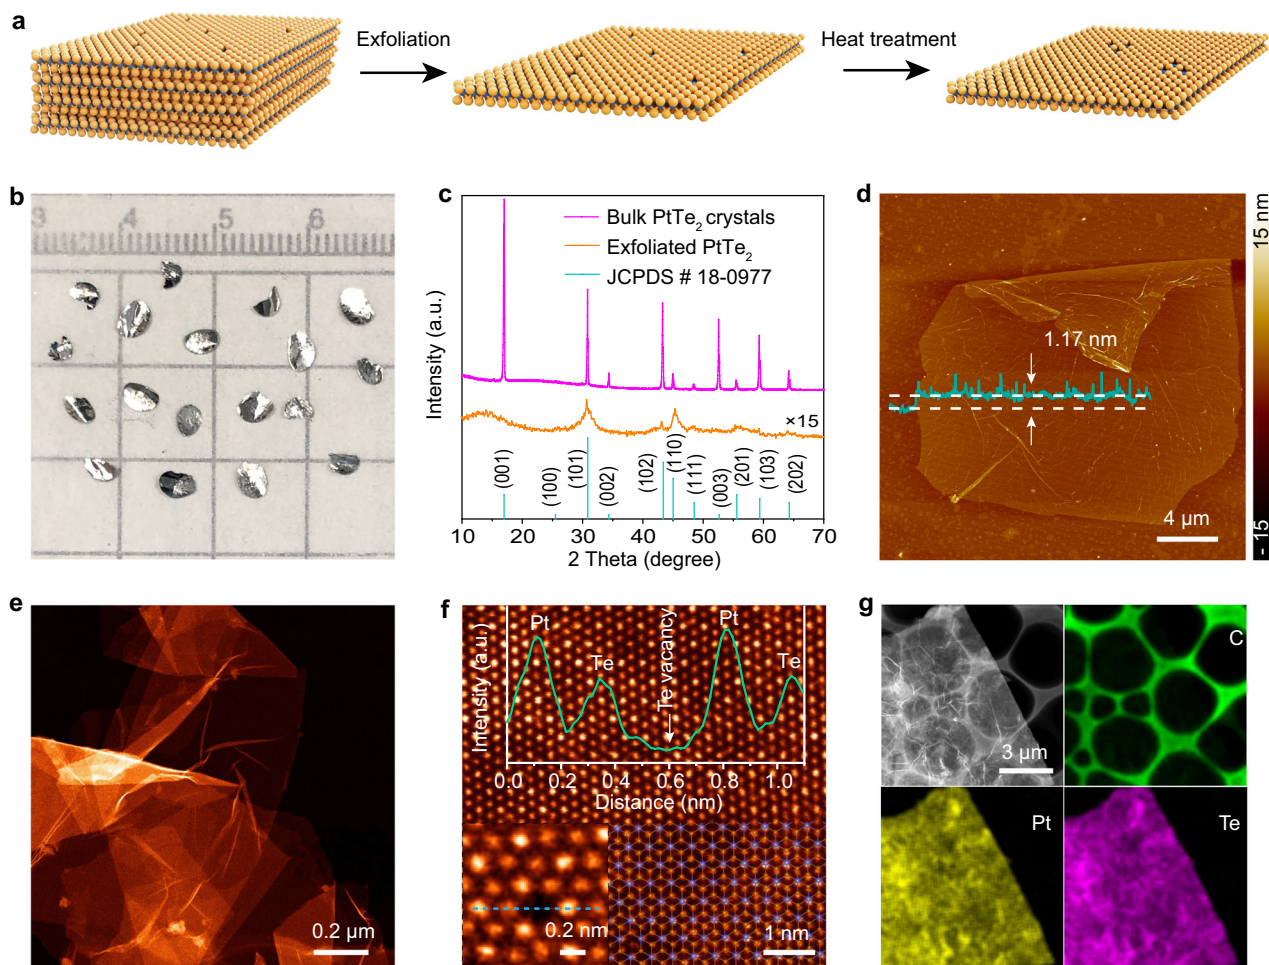 a
Exfoliation
Heat treatment
b
3 4 5 6
c
Bulk PtTe2 crystals
Exfoliated PtTe2
JCPDS # 18-0977
×15
(001)
(100)
(101)
(002)
(102)
(110)
(111)
(003)
(201)
(103)
(202)
Intensity (a.u.)
10 20 30 40 50 60 70
2 Theta (degree)
d
1.17 nm
4 µm
15 nm
- 15
e
0.2 µm
f
Pt
Te
Te vacancy
Pt
Te
Intensity (a.u.)
0.0 0.2 0.4 0.6 0.8 1.0
Distance (nm)
0.2 nm
1 nm
g
3 µm
C
Pt
Te